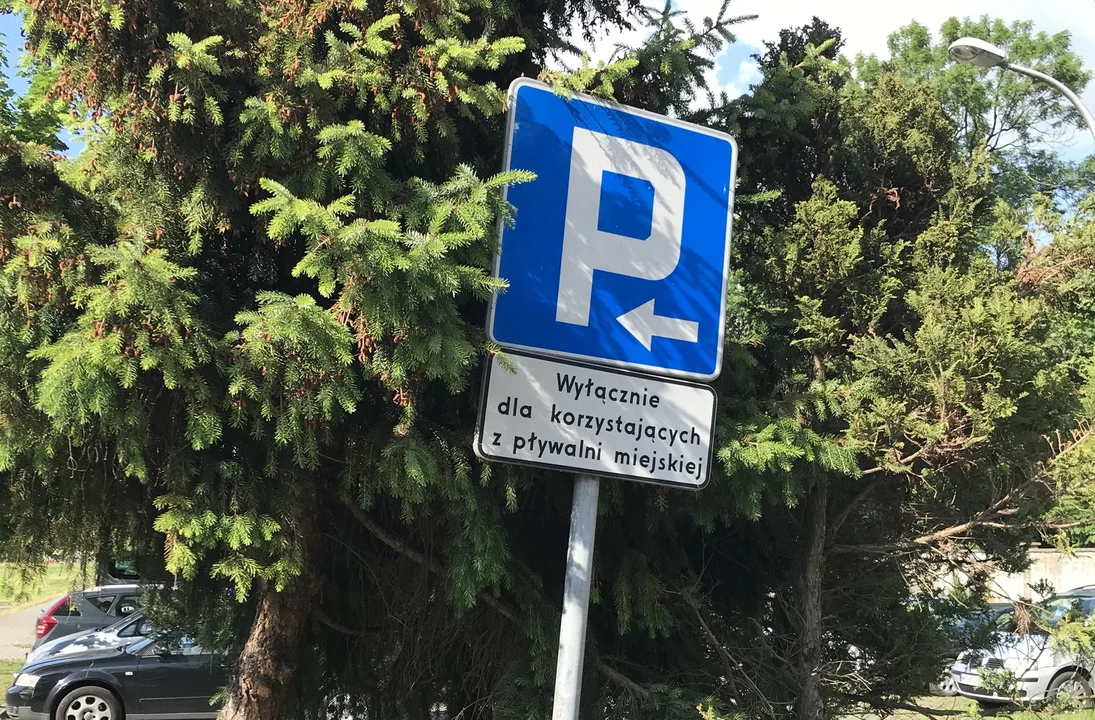 P
Wyłącznie
dla korzystających
z pływalni miejskiej